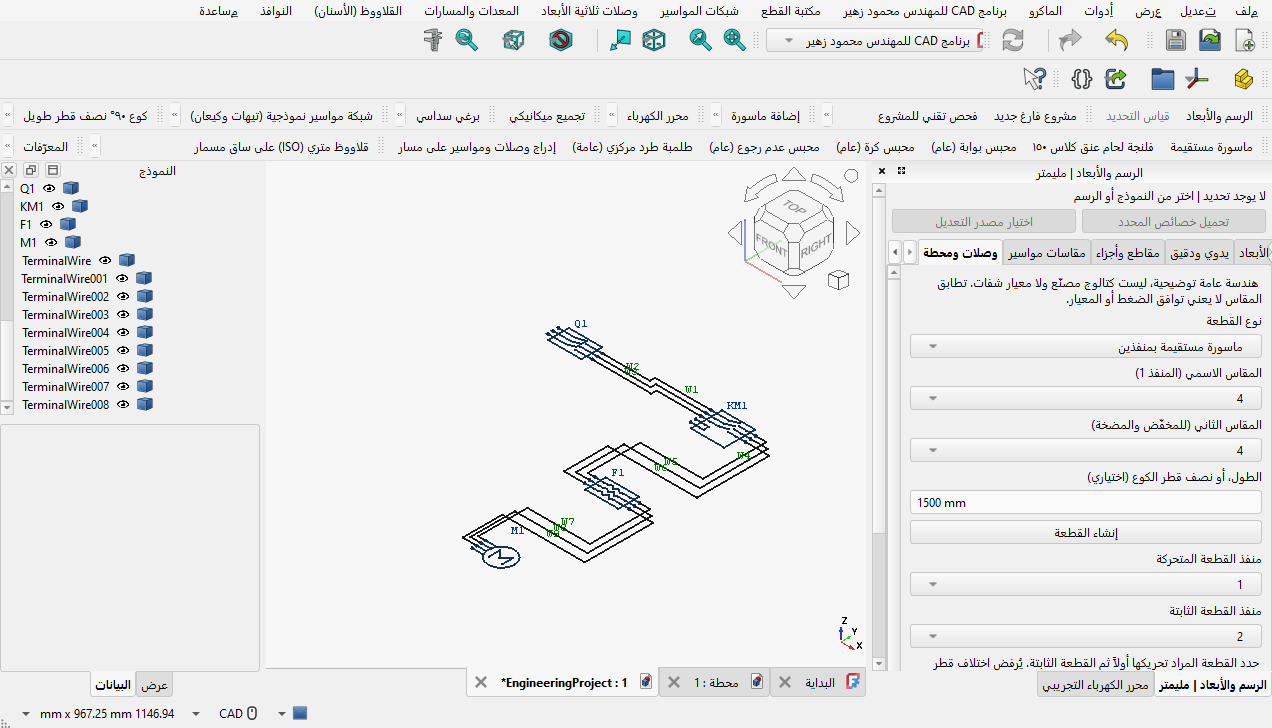 ملف تعديل عرض أدوات الماكرو برنامج CAD للمهندس محمود زهير مكتبة القطع شبكات المواسير وصلات ثلاثية الأبعاد المعدات والمسارات القلاووظ (الأسنان) النوافذ مساعدة
برنامج CAD للمهندس محمود زهير
الرسم والأبعاد قياس التحديد مشروع فارغ جديد فحص تقني للمشروع » إضافة ماسورة » محرر الكهرباء » تجميع ميكانيكي برغي سداسي » شبكة مواسير نموذجية (تيهات وكيعان) » كوع ٩٠° نصف قطر طويل »
ماسورة مستقيمة فلنجة لحام عنق كلاس ١٥٠ محبس بوابة (عام) محبس كرة (عام) محبس عدم رجوع (عام) طلمبة طرد مركزي (عامة) إدراج وصلات ومواسير على مسار قلاووظ متري (ISO) على ساق مسمار » المعرّفات »
الرسم والأبعاد | مليمتر
لا يوجد تحديد | اختر من النموذج أو الرسم
تحميل خصائص المحدد
اختيار مصدر التعديل
الأبعاد يدوي ودقيق مقاطع وأجزاء مقاسات مواسير وصلات ومحطة
هندسة عامة توضيحية، ليست كتالوج مصنّع ولا معيار شفات. تطابق
المقاس لا يعني توافق الضغط أو المعيار.
نوع القطعة
ماسورة مستقيمة بمنفذين
المقاس الاسمي (المنفذ 1)
4
المقاس الثاني (للمخفّض والمضخة)
4
الطول، أو نصف قطر الكوع (اختياري)
1500 mm
إنشاء القطعة
منفذ القطعة المتحركة
1
منفذ القطعة الثابتة
2
حدد القطعة المراد تحريكها أولاً ثم القطعة الثابتة. يُرفض اختلاف قطر
الرسم والأبعاد | مليمتر
محرر الكهرباء التجريبي
TOP
FRONT
RIGHT
Q1
W2
W1
KM1
W4
W5
W6
F1
W7
M1
M
Z
Y
X
النموذج
Q1
KM1
F1
M1
TerminalWire
TerminalWire001
TerminalWire002
TerminalWire003
TerminalWire004
TerminalWire005
TerminalWire006
TerminalWire007
TerminalWire008
عرض
البيانات
البداية
محطة : 1
EngineeringProject : 1*
CAD
1146.94 mm x 967.25 mm